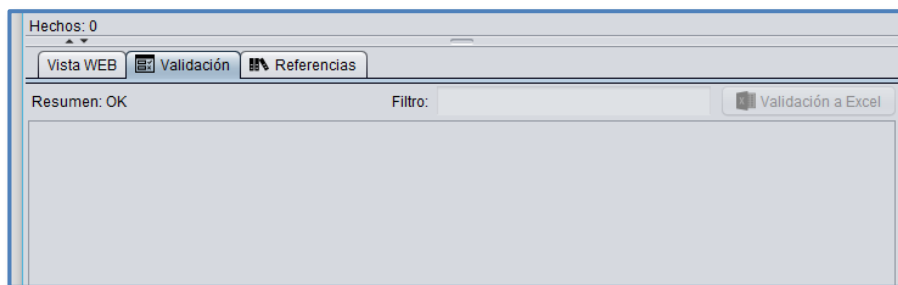 Hechos: 0
Vista WEB Validación Referencias
Resumen: OK Filtro: Validación a Excel